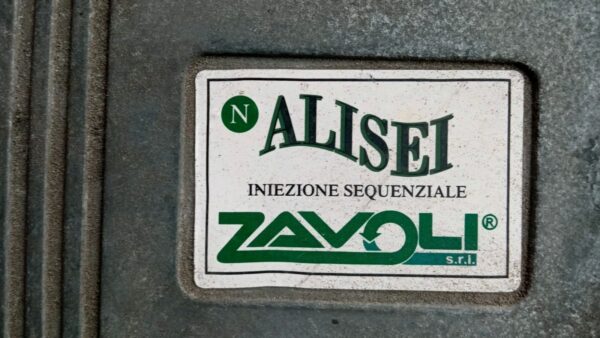 N ALISEI
INIEZIONE SEQUENZIALE
ZAVOLI®
s.r.l.